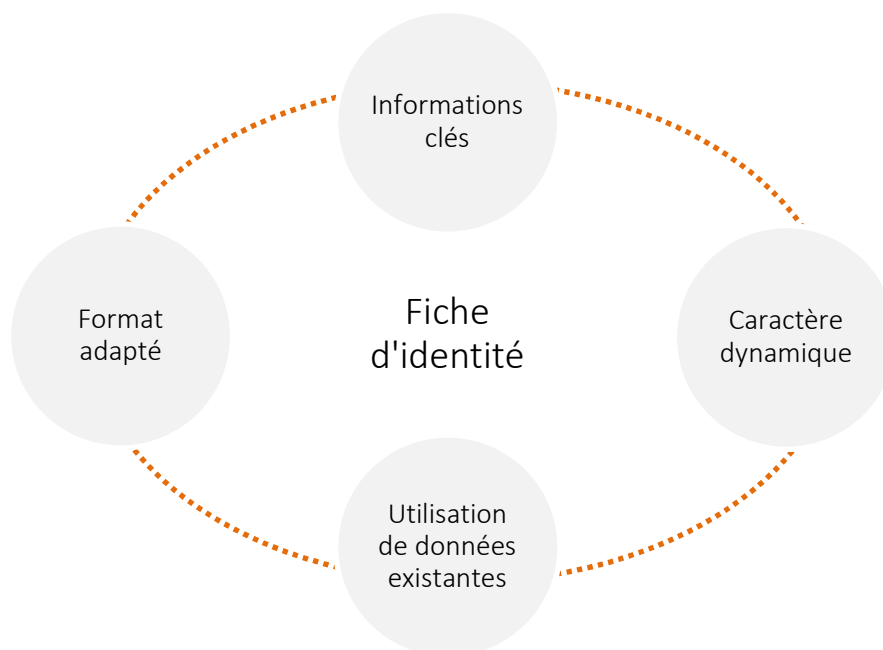 Informations
clés
Format
adapté
Fiche
d'identité
Caractère
dynamique
Utilisation
de données
existantes